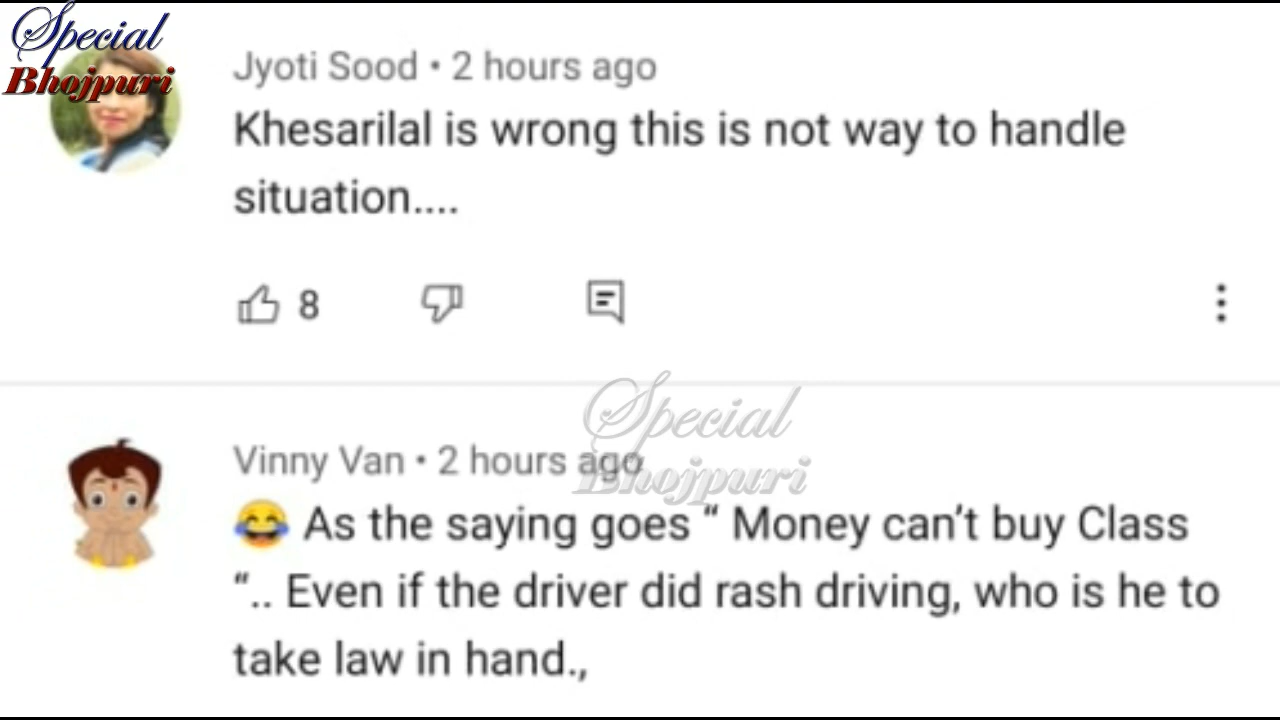 Special
Bhojpuri
Jyoti Sood • 2 hours ago
Khesarilal is wrong this is not way to handle
situation....
8
Special
Bhojpuri
Vinny Van • 2 hours ago
😂 As the saying goes “ Money can’t buy Class
“.. Even if the driver did rash driving, who is he to
take law in hand.,